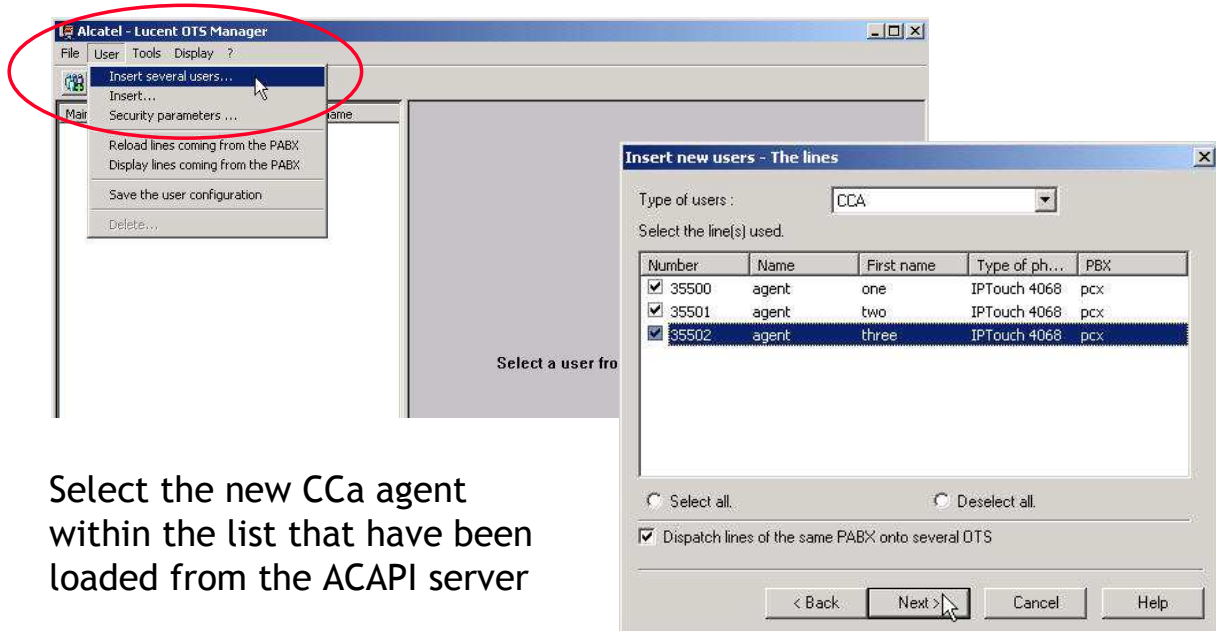 Alcatel - Lucent OTS Manager
File User Tools Display ?
Insert several users...
Insert...
Security parameters ...
Reload lines coming from the PABX
Display lines coming from the PABX
Save the user configuration
Delete...
Select a user fro
Insert new users - The lines
Type of users : CCA
Select the line(s) used.
Number Name First name Type of ph... PBX
35500 agent one IPTouch 4068 pcx
35501 agent two IPTouch 4068 pcx
35502 agent three IPTouch 4068 pcx
Select all. Deselect all.
Dispatch lines of the same PABX onto several OTS
< Back Next > Cancel Help
Select the new CCa agent
within the list that have been
loaded from the ACAPI server